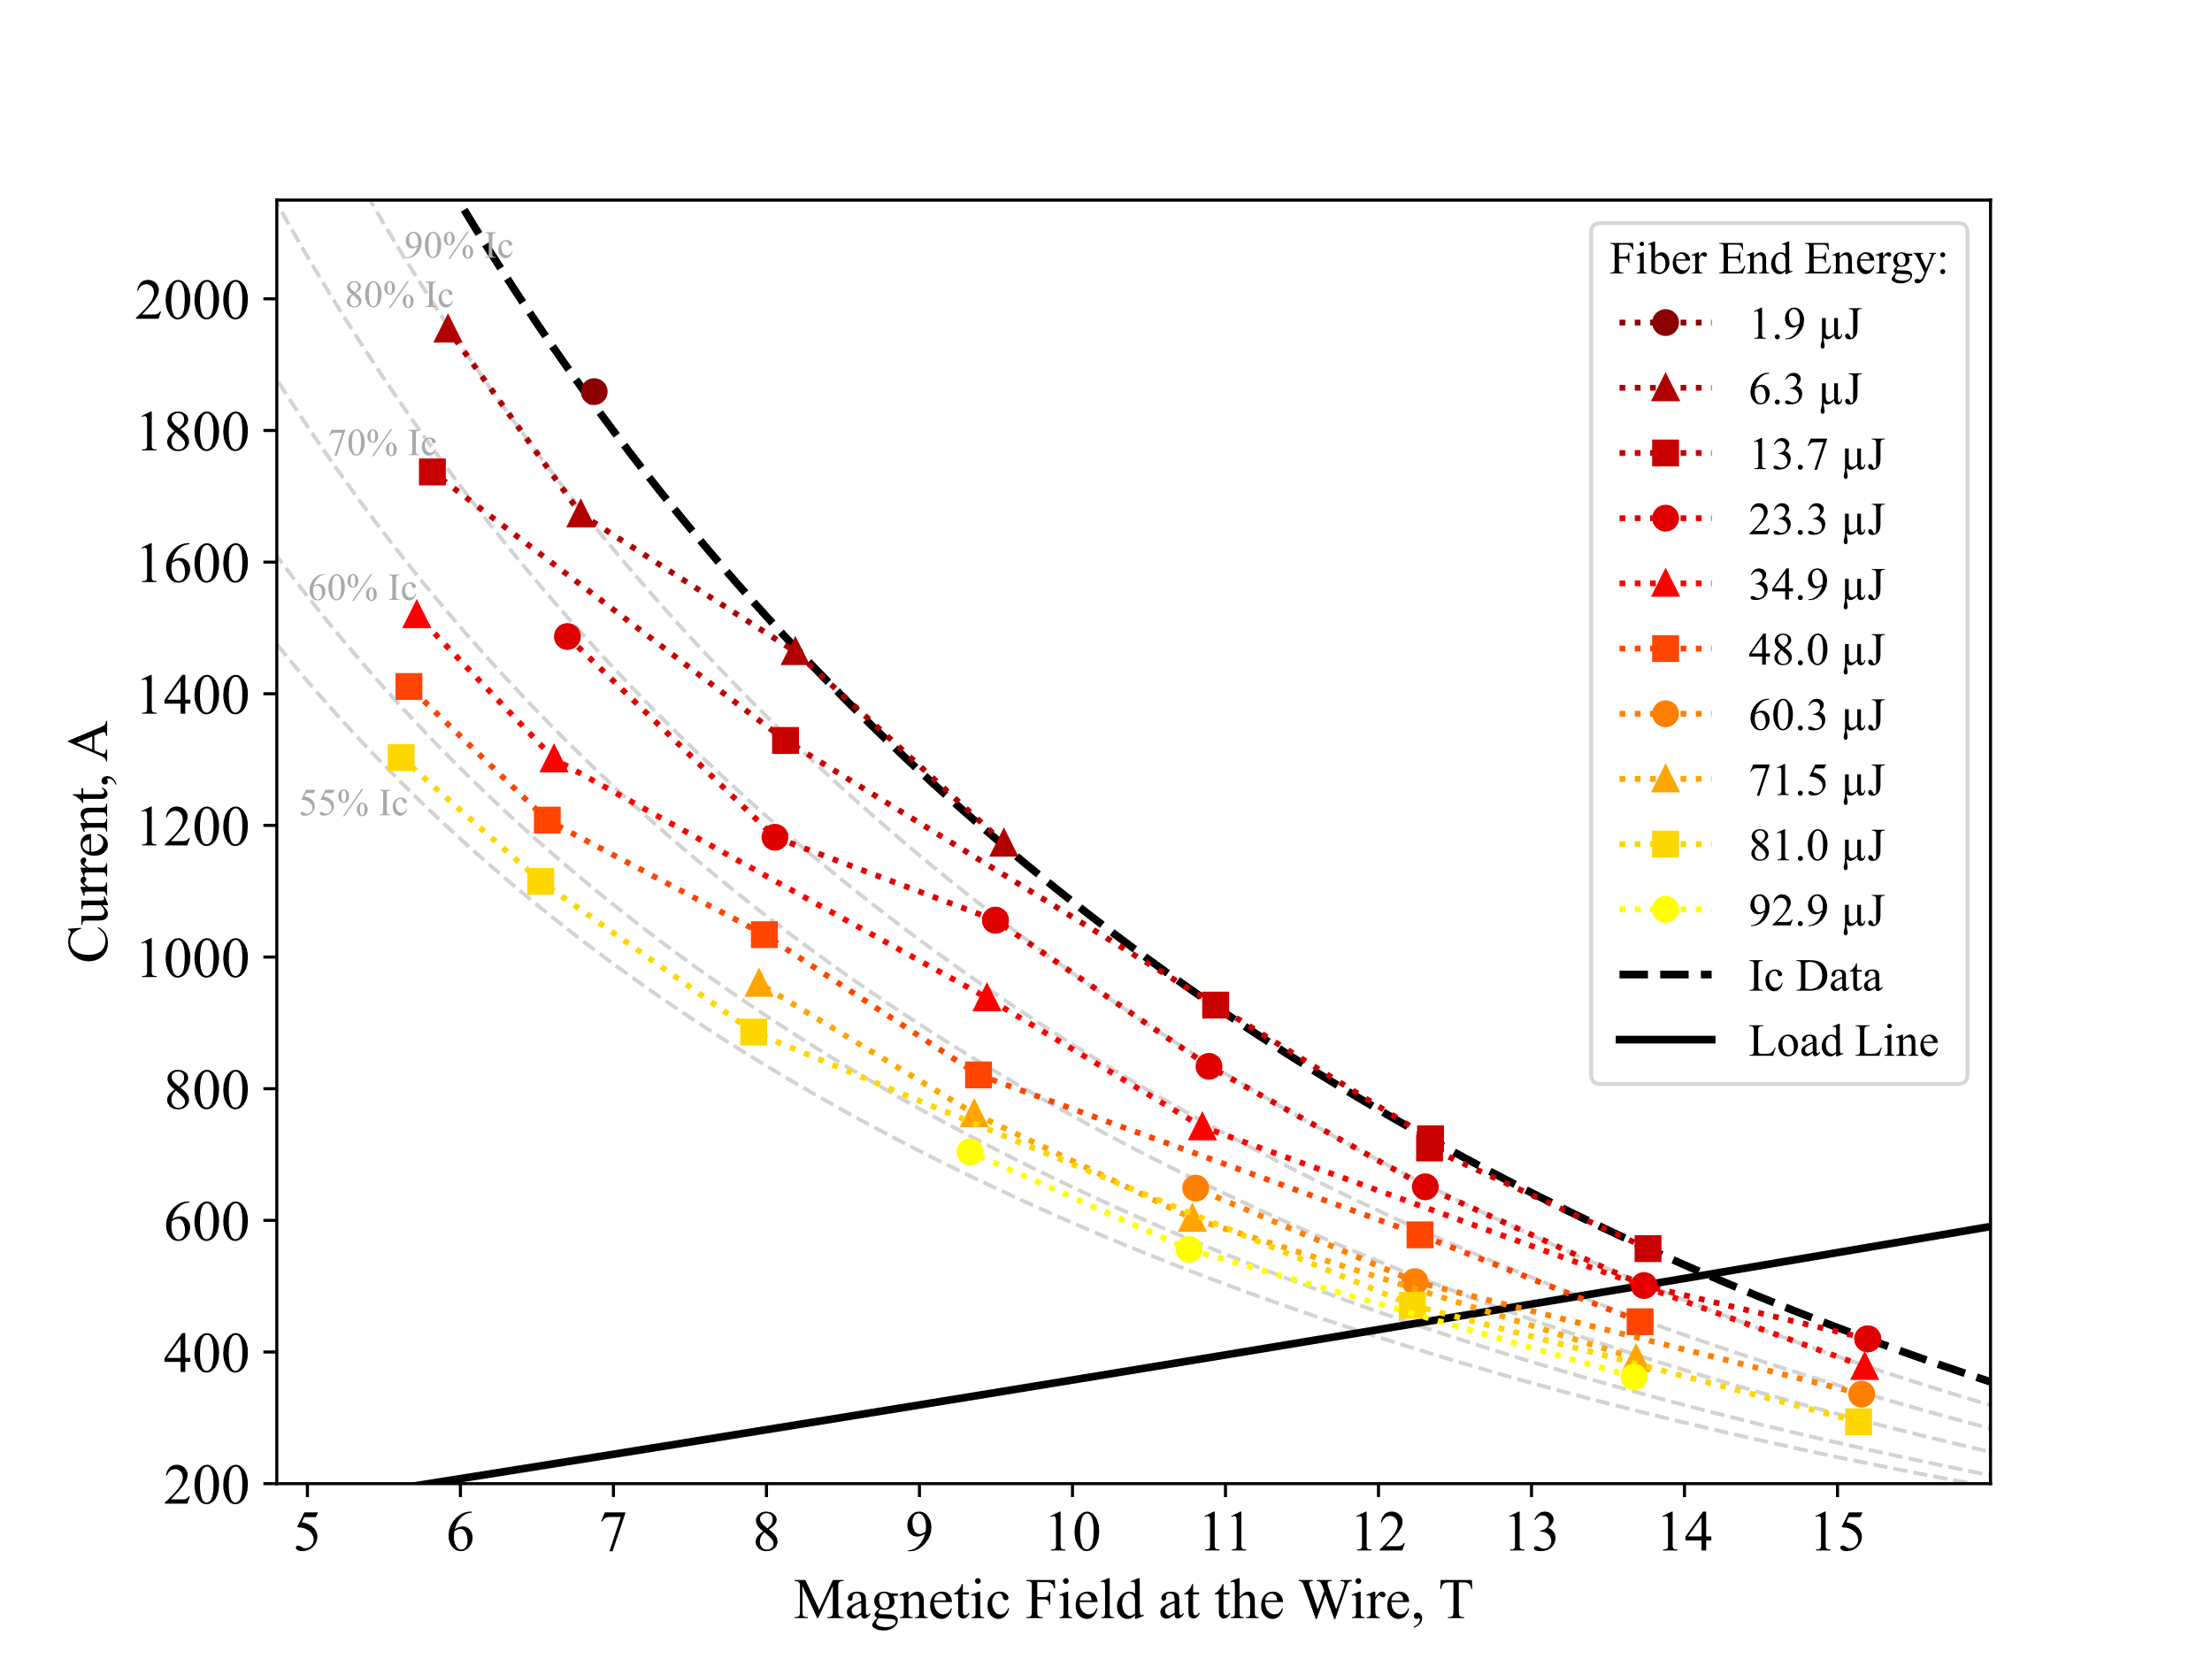 Current, A
2000
1800
1600
1400
1200
1000
800
600
400
200
90% Ic
80% Ic
70% Ic
60% Ic
55% Ic
Fiber End Energy:
1.9 µJ
6.3 µJ
13.7 µJ
23.3 µJ
34.9 µJ
48.0 µJ
60.3 µJ
71.5 µJ
81.0 µJ
92.9 µJ
Ic Data
Load Line
5 6 7 8 9 10 11 12 13 14 15
Magnetic Field at the Wire, T